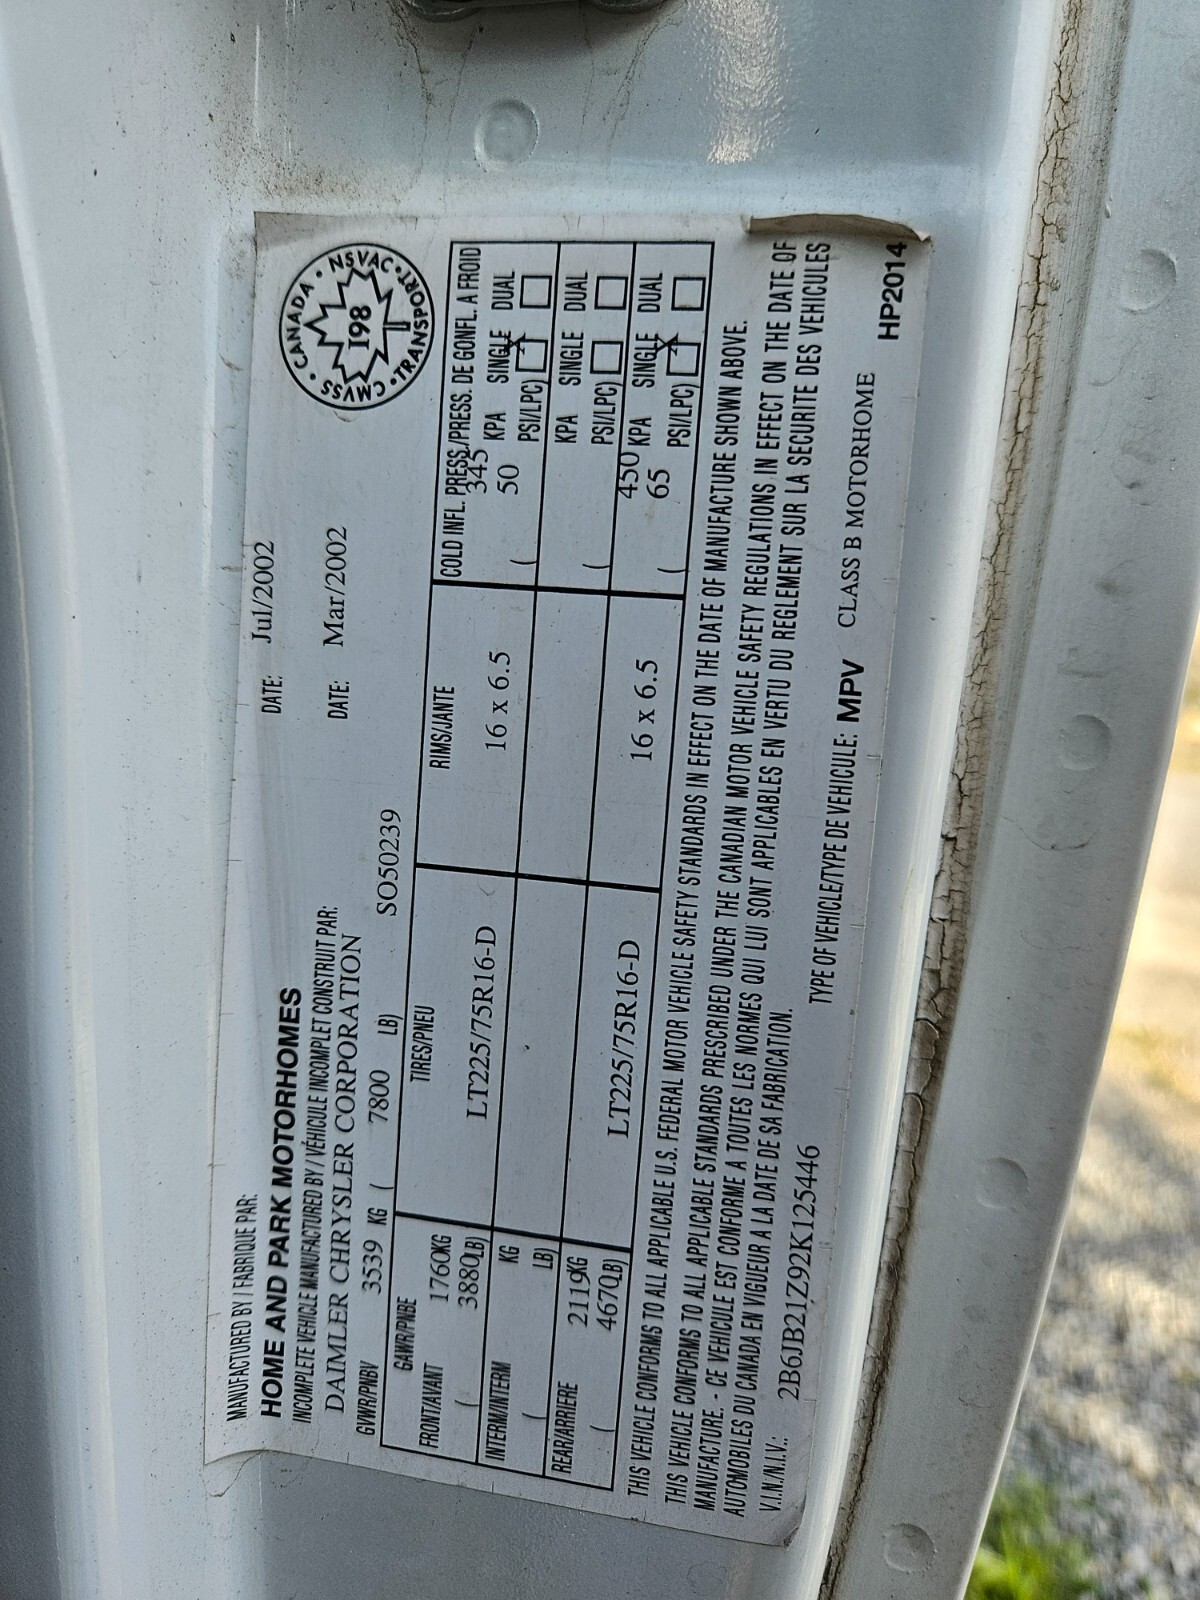 MANUFACTURED BY / FABRIQUE PAR:
HOME AND PARK MOTORHOMES
DATE: Jul/2002
INCOMPLETE VEHICLE MANUFACTURED BY / VÉHICULE INCOMPLET CONSTRUIT PAR:
DAIMLER CHRYSLER CORPORATION
DATE: Mar/2002
CANADA • NSVAC • TRANSPORT • CMVSS •
198
GVWR/PNBV 3539 KG ( 7800 LB) SO50239
GAWR/PNBE TIRES/PNEU RIMS/JANTE COLD INFL. PRESS./PRESS. DE GONFL. A FROID
FRONT/AVANT 1760KG LT225/75R16-D 16 x 6.5 345 KPA SINGLE DUAL
( 3880LB) ( 50 PSI/LPC) X
INTERM/INTERM KG KPA SINGLE DUAL
( LB) ( PSI/LPC)
REAR/ARRIERE 2119KG LT225/75R16-D 16 x 6.5 450 KPA SINGLE DUAL
( 4670LB) ( 65 PSI/LPC) X
THIS VEHICLE CONFORMS TO ALL APPLICABLE U.S. FEDERAL MOTOR VEHICLE SAFETY STANDARDS IN EFFECT ON THE DATE OF MANUFACTURE SHOWN ABOVE.
THIS VEHICLE CONFORMS TO ALL APPLICABLE STANDARDS PRESCRIBED UNDER THE CANADIAN MOTOR VEHICLE SAFETY REGULATIONS IN EFFECT ON THE DATE OF
MANUFACTURE. - CE VEHICULE EST CONFORME A TOUTES LES NORMES QUI LUI SONT APPLICABLES EN VERTU DU REGLEMENT SUR LA SECURITE DES VEHICULES
AUTOMOBILES DU CANADA EN VIGUEUR A LA DATE DE SA FABRICATION.
V.I.N./N.I.V.: 2B6JB21Z92K125446 TYPE OF VEHICLE/TYPE DE VEHICULE: MPV CLASS B MOTORHOME
HP2014